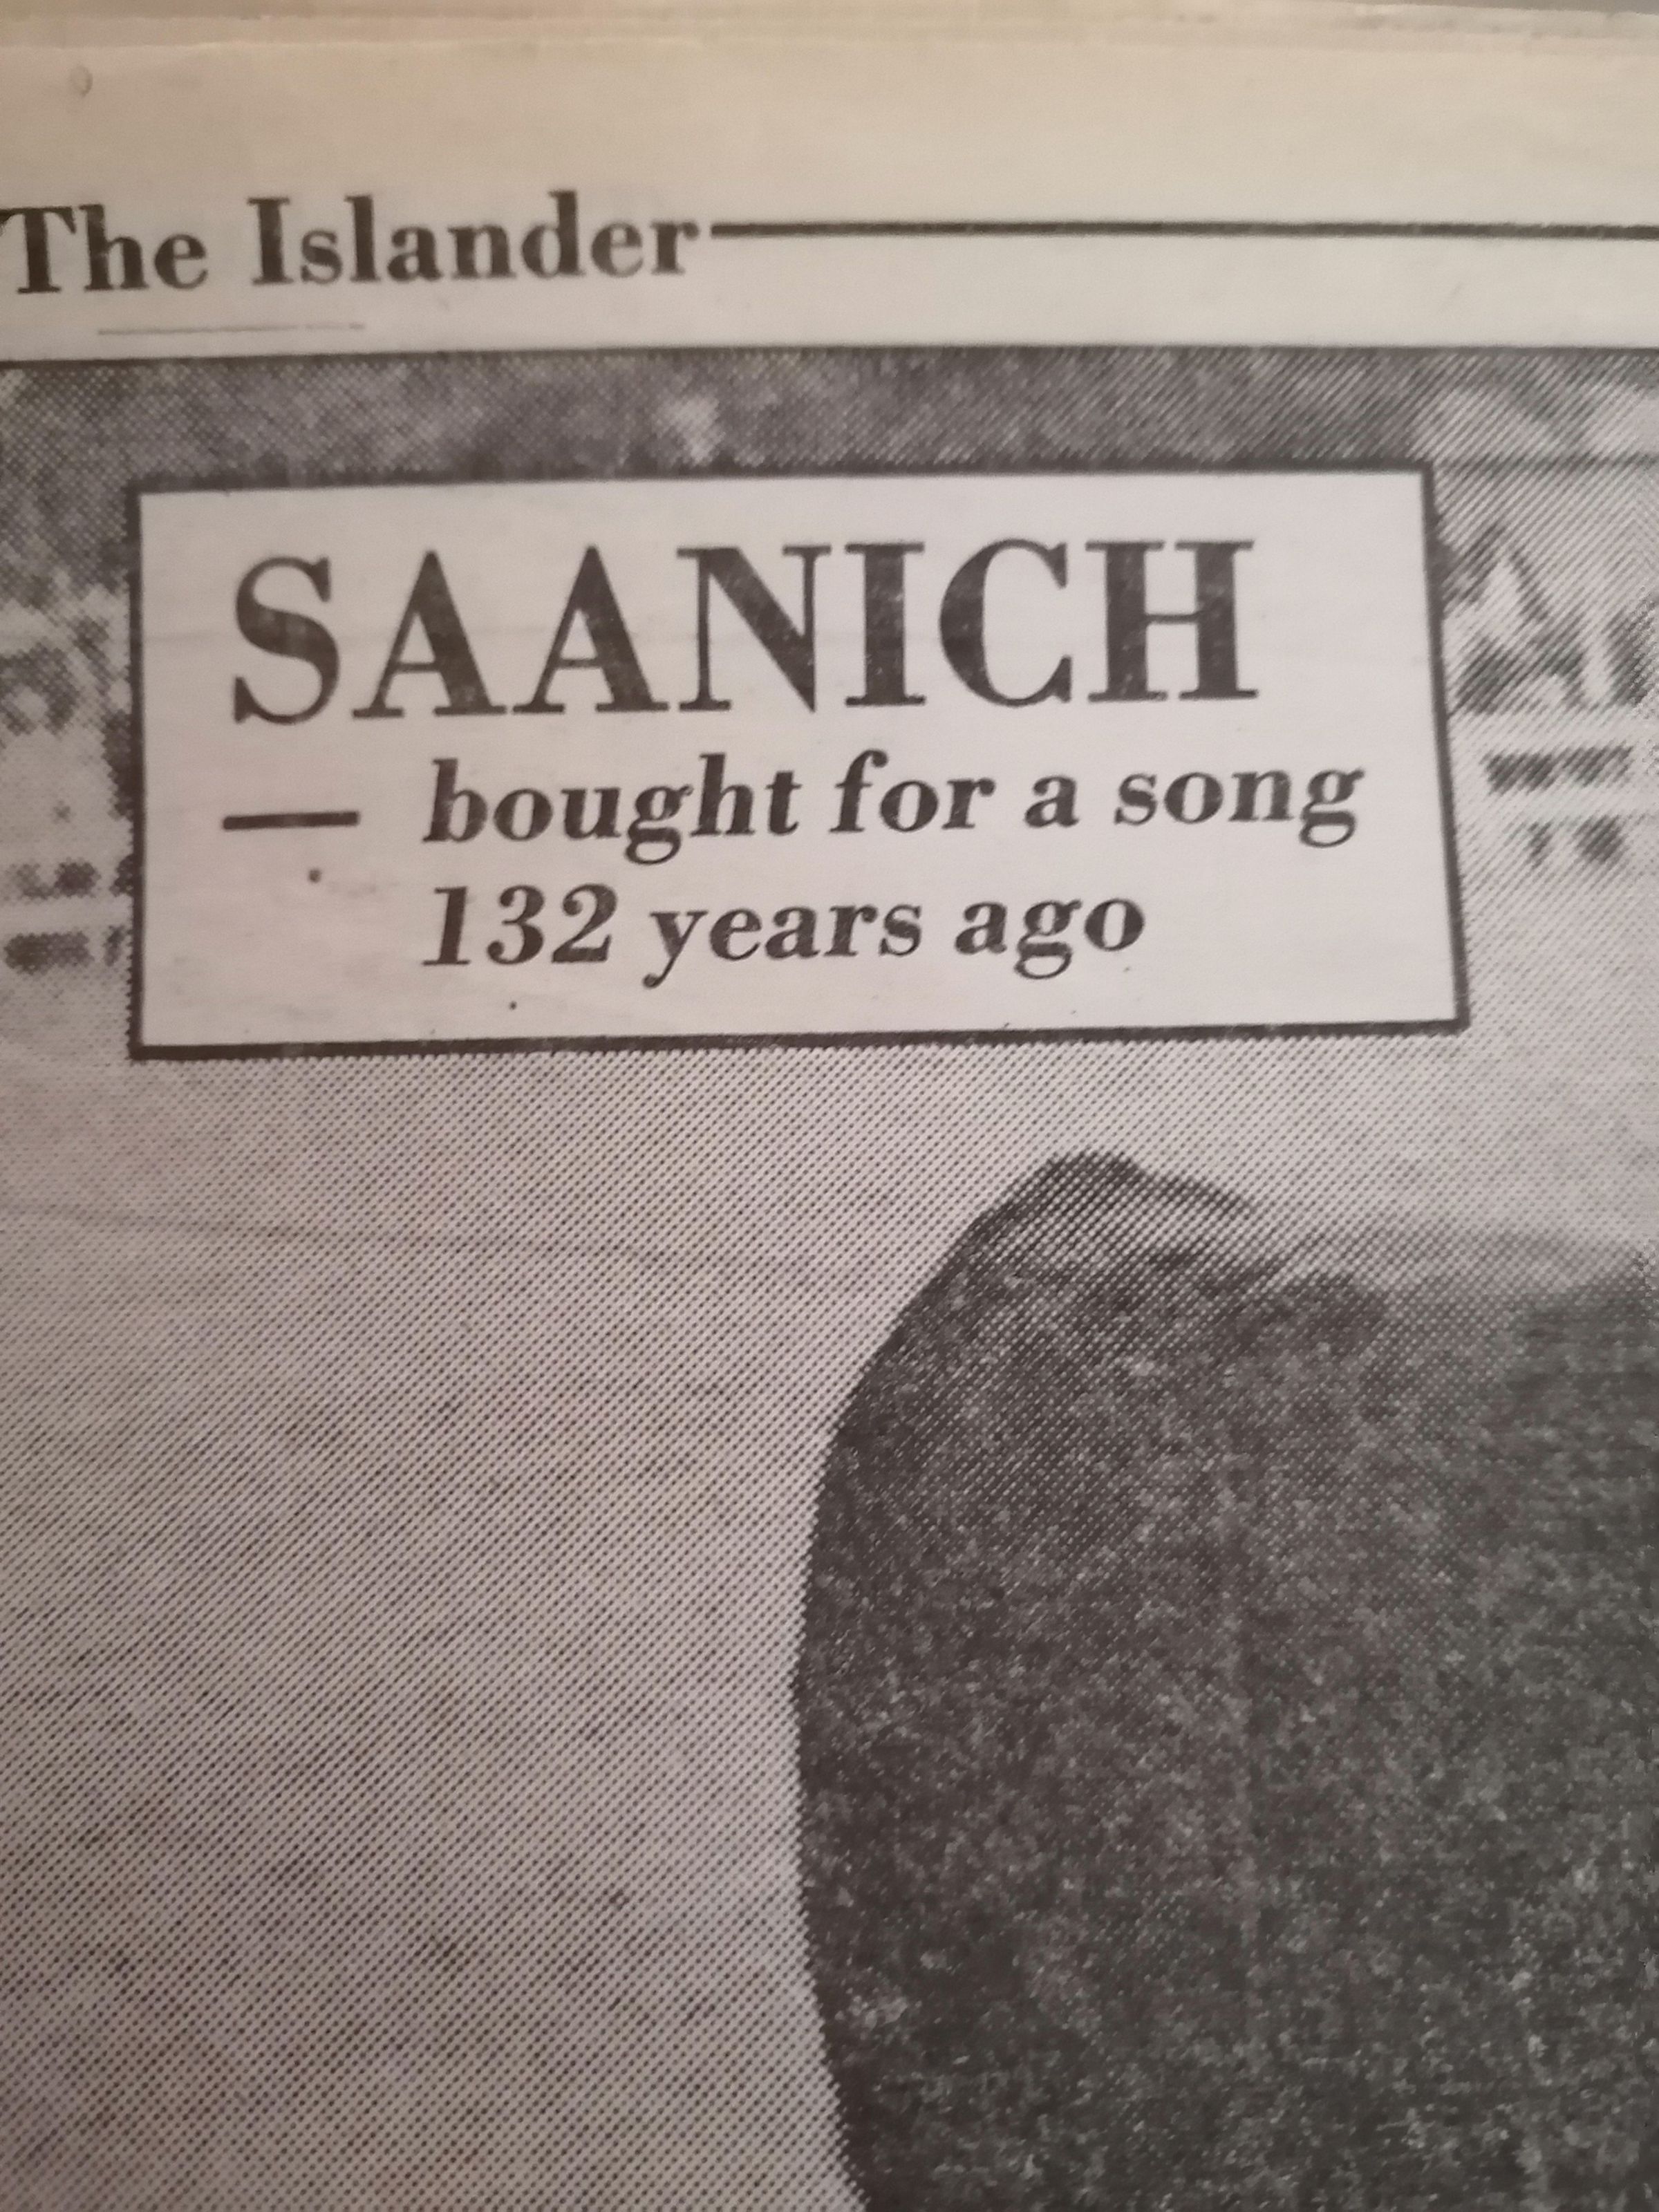 The Islander
SAANICH
— bought for a song
132 years ago